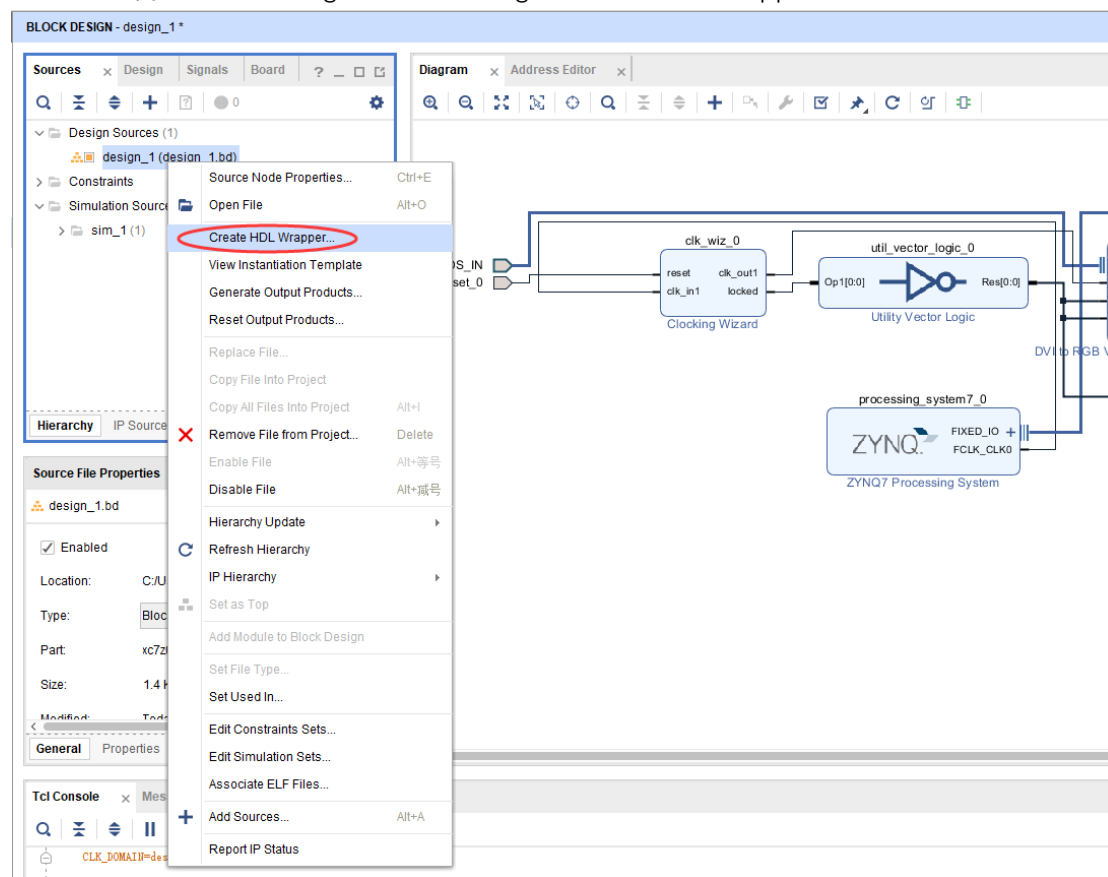 BLOCK DESIGN - design_1 *
Sources Design Signals Board
Diagram Address Editor
0
Design Sources (1)
design_1 (design_1.bd)
Constraints
Simulation Source
sim_1 (1)
Hierarchy IP Source
Source Node Properties... Ctrl+E
Open File Alt+O
Create HDL Wrapper...
View Instantiation Template
Generate Output Products...
Reset Output Products...
Replace File...
Copy File Into Project
Copy All Files Into Project Alt+I
Remove File from Project... Delete
Enable File Alt+等号
Disable File Alt+减号
Hierarchy Update
Refresh Hierarchy
IP Hierarchy
Set as Top
Add Module to Block Design
Set File Type...
Set Used In...
Edit Constraints Sets...
Edit Simulation Sets...
Associate ELF Files...
Add Sources... Alt+A
Report IP Status
clk_wiz_0
reset clk_out1
clk_in1 locked
Clocking Wizard
util_vector_logic_0
Op1[0:0] Res[0:0]
Utility Vector Logic
DS_IN
set_0
DVI to RGB V
processing_system7_0
ZYNQ.
FIXED_IO
FCLK_CLK0
ZYNQ7 Processing System
Source File Properties
design_1.bd
Enabled
Location: C:/U
Type: Bloc
Part: xc7z
Size: 1.4
Modified: Toda
General Properties
Tcl Console Mes
CLK_DOMAIN=des